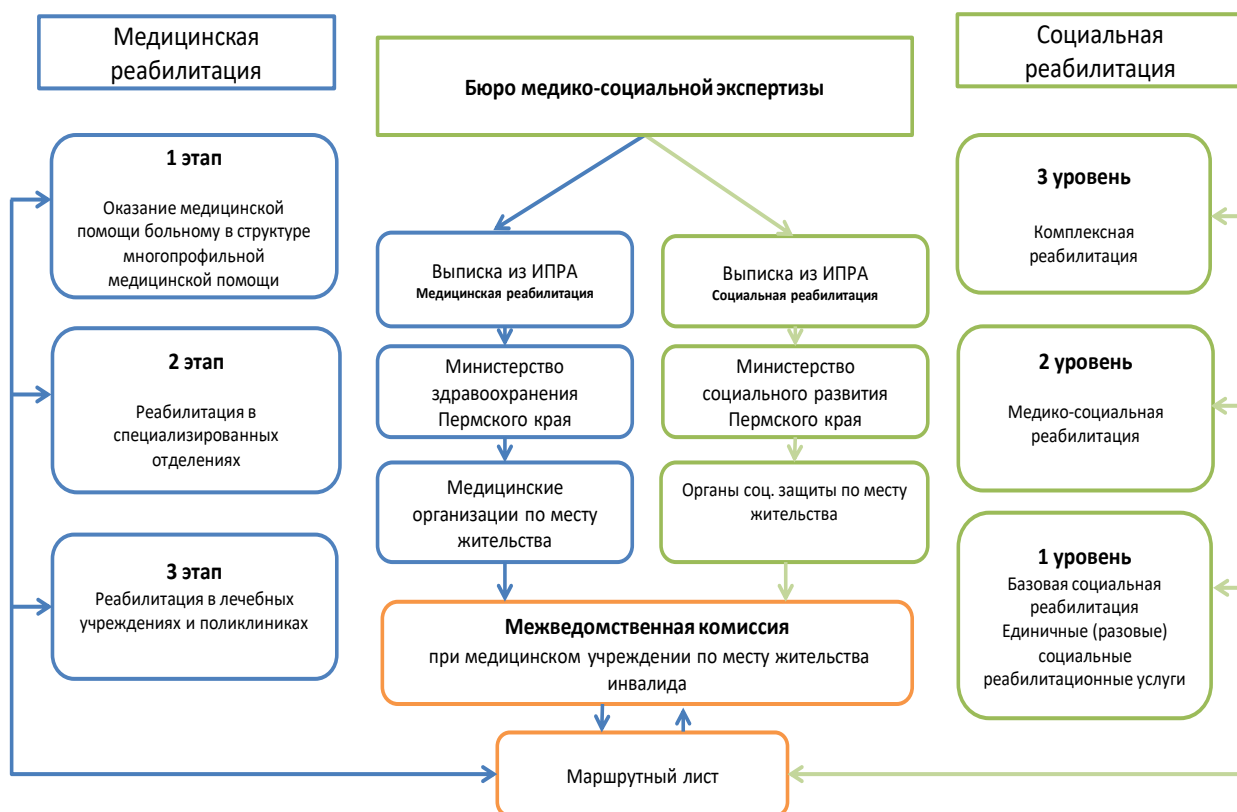 Медицинская
реабилитация
Бюро медико-социальной экспертизы
Социальная
реабилитация
1 этап
Оказание медицинской
помощи больному в структуре
многопрофильной
медицинской помощи
2 этап
Реабилитация в
специализированных
отделениях
3 этап
Реабилитация в лечебных
учреждениях и поликлиниках
Выписка из ИПРА
Медицинская реабилитация
Министерство
здравоохранения
Пермского края
Медицинские
организации по месту
жительства
Выписка из ИПРА
Социальная реабилитация
Министерство
социального развития
Пермского края
Органы соц. защиты по месту
жительства
Межведомственная комиссия
при медицинском учреждении по месту жительства
инвалида
Маршрутный лист
3 уровень
Комплексная
реабилитация
2 уровень
Медико-социальная
реабилитация
1 уровень
Базовая социальная
реабилитация
Единичные (разовые)
социальные
реабилитационные услуги